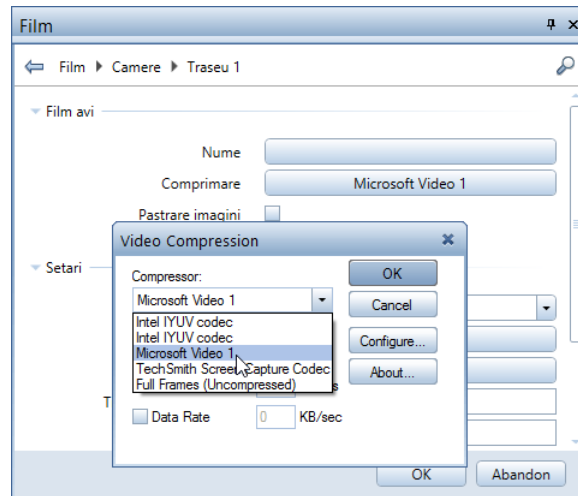 Film
Film Camere Traseu 1
Film avi
Nume
Comprimare Microsoft Video 1
Pastrare imagini
Setari
Video Compression
Compressor:
Microsoft Video 1
Intel IYUV codec
Intel IYUV codec
Microsoft Video 1
TechSmith Screen Capture Codec
Full Frames (Uncompressed)
OK
Cancel
Configure...
About...
T
s
Data Rate 0 KB/sec
OK Abandon